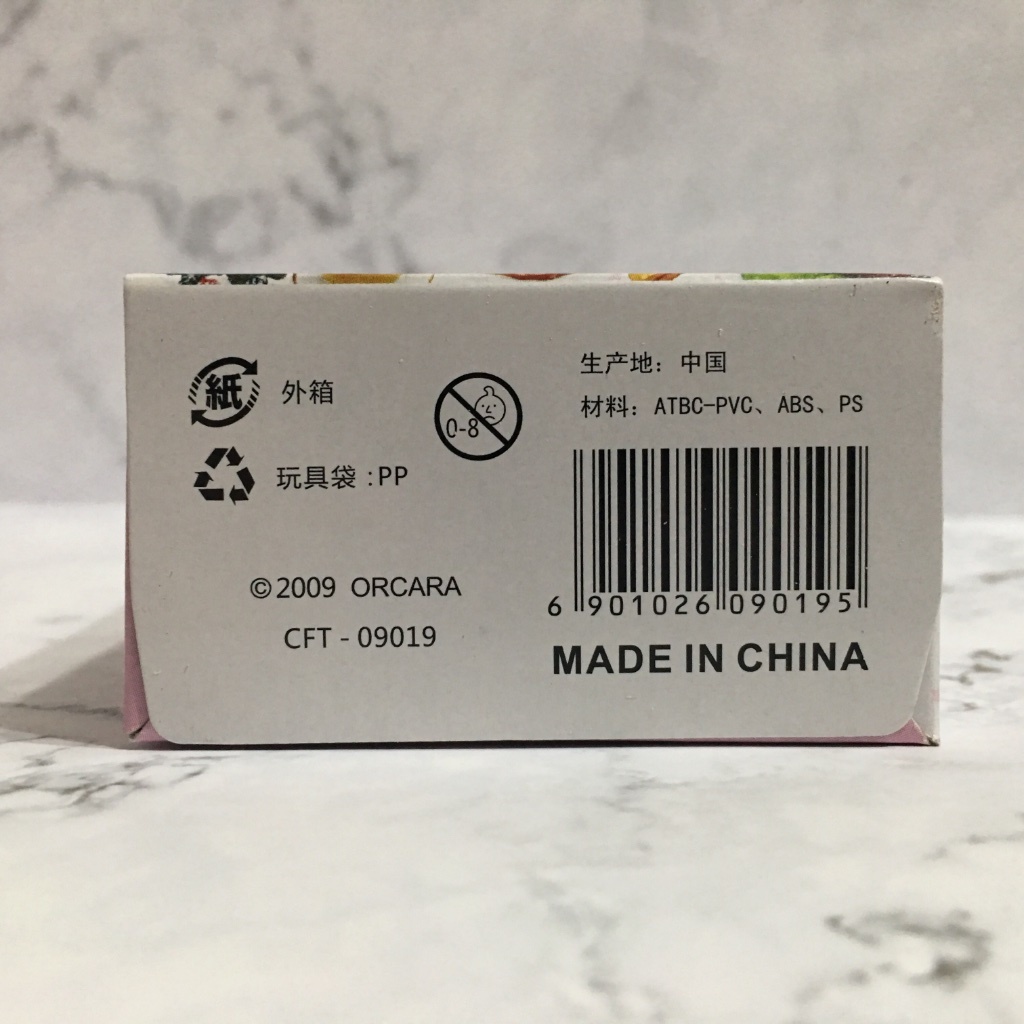 紙 外箱
玩具袋 :PP
©2009 ORCARA
CFT - 09019
0-8
生产地: 中国
材料: ATBC-PVC、ABS、PS
6 901026 090195
MADE IN CHINA